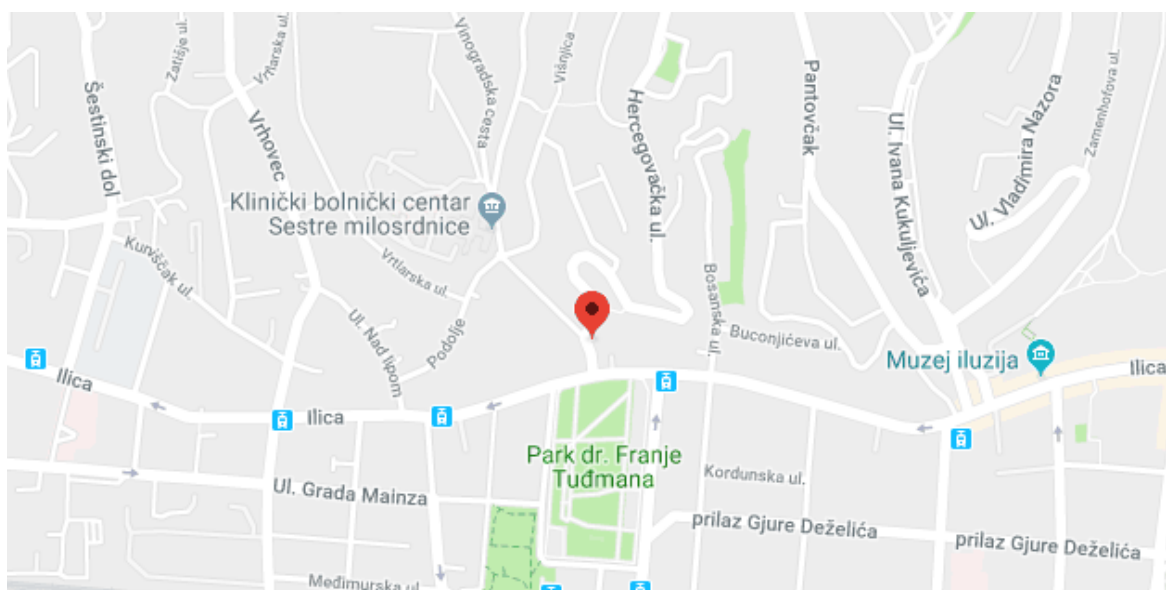 Zatišje ul.
Vrtlarska ul.
Vinogradska cesta
Višnjica
Šestinski dol
Vrhovec
Hercegovačka ul.
Pantovčak
Ul. Ivana Kukuljevića
Ul. Vladimira Nazora
Zamenhofova ul.
Klinički bolnički centar
Sestre milosrdnice
Kunišćak ul.
Vrtlarska ul.
Ul. Nad lipom
Podolje
Bosanska ul.
Buconjićeva ul.
Muzej iluzija
Ilica
Ilica
Ilica
Park dr. Franje
Tuđmana
Kordunska ul.
Ul. Grada Mainza
prilaz Gjure Deželića
prilaz Gjure Deželića
Međimurska ul.